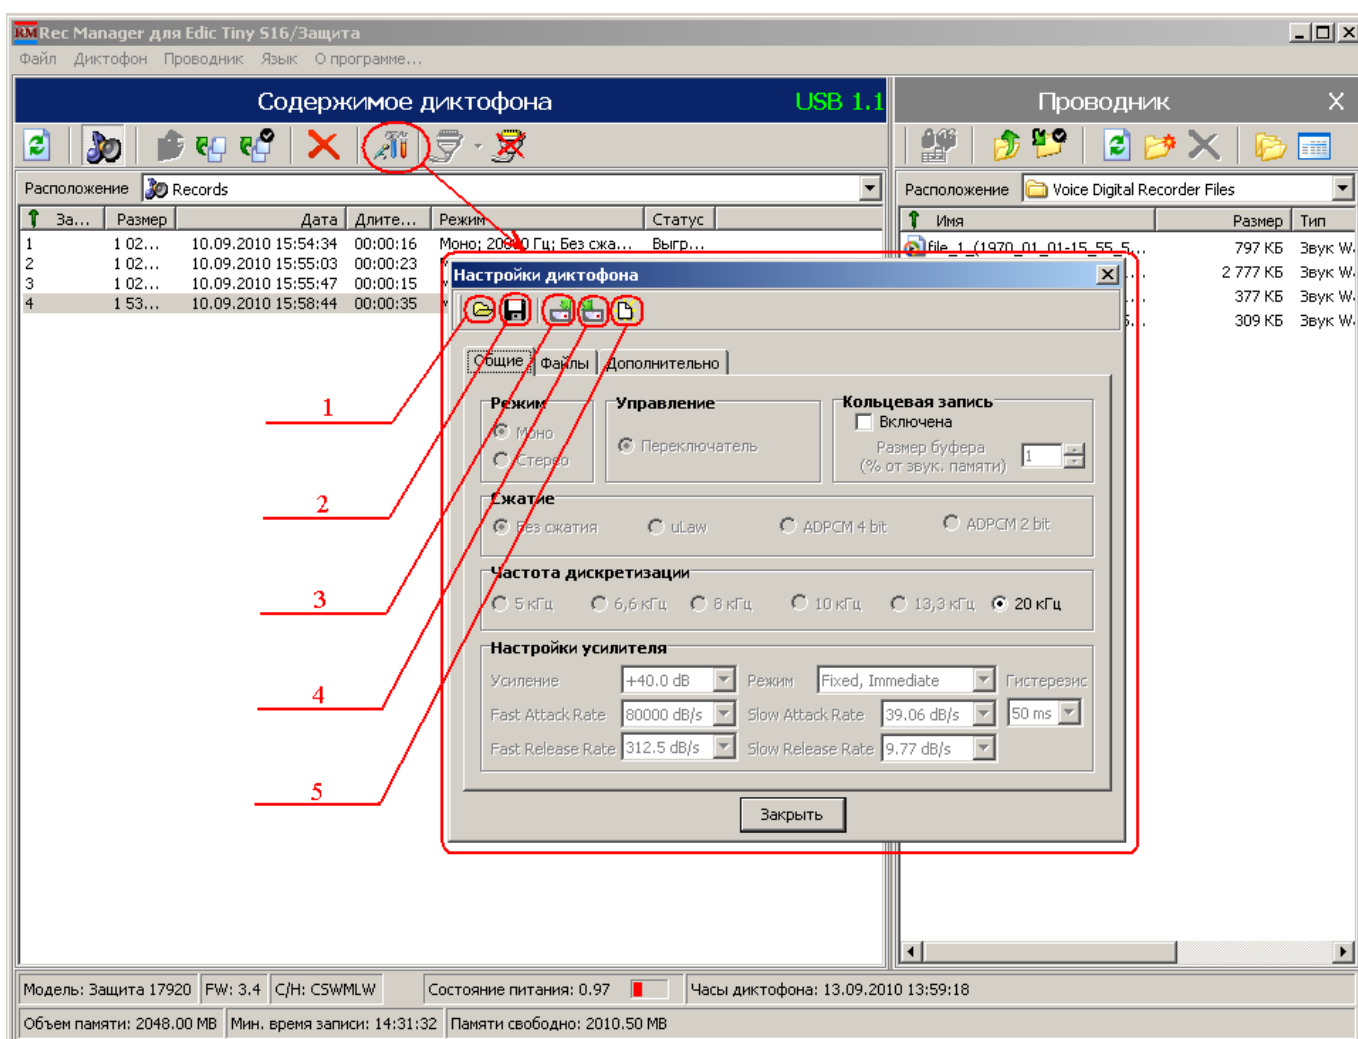 RM Rec Manager для Edic Tiny S16/Защита
Файл Диктофон Проводник Язык О программе...
Содержимое диктофона USB 1.1
Проводник X
Расположение Records
Расположение Voice Digital Recorder Files
За... Размер Дата Длите... Режим Статус
Имя Размер Тип
1 1 02... 10.09.2010 15:54:34 00:00:16 Моно; 20000 Гц; Без сжа... Выгр...
2 1 02... 10.09.2010 15:55:03 00:00:23
3 1 02... 10.09.2010 15:55:47 00:00:15
4 1 53... 10.09.2010 15:58:44 00:00:35
file_1_(1970_01_01-15_55_5... 797 КБ Звук W
2 777 КБ Звук W
377 КБ Звук W
309 КБ Звук W
Настройки диктофона
Общие Файлы Дополнительно
1
2
3
4
5
Режим
Моно
Стерео
Управление
Переключатель
Кольцевая запись
Включена
Размер буфера
(% от звук. памяти) 1
Сжатие
Без сжатия uLaw ADPCM 4 bit ADPCM 2 bit
Частота дискретизации
5 кГц 6,6 кГц 8 кГц 10 кГц 13,3 кГц 20 кГц
Настройки усилителя
Усиление +40.0 dB Режим Fixed, Immediate Гистерезис
Fast Attack Rate 80000 dB/s Slow Attack Rate 39.06 dB/s 50 ms
Fast Release Rate 312.5 dB/s Slow Release Rate 9.77 dB/s
Закрыть
Модель: Защита 17920 FW: 3.4 С/Н: CSWMLW Состояние питания: 0.97 Часы диктофона: 13.09.2010 13:59:18
Объем памяти: 2048.00 MB Мин. время записи: 14:31:32 Памяти свободно: 2010.50 MB